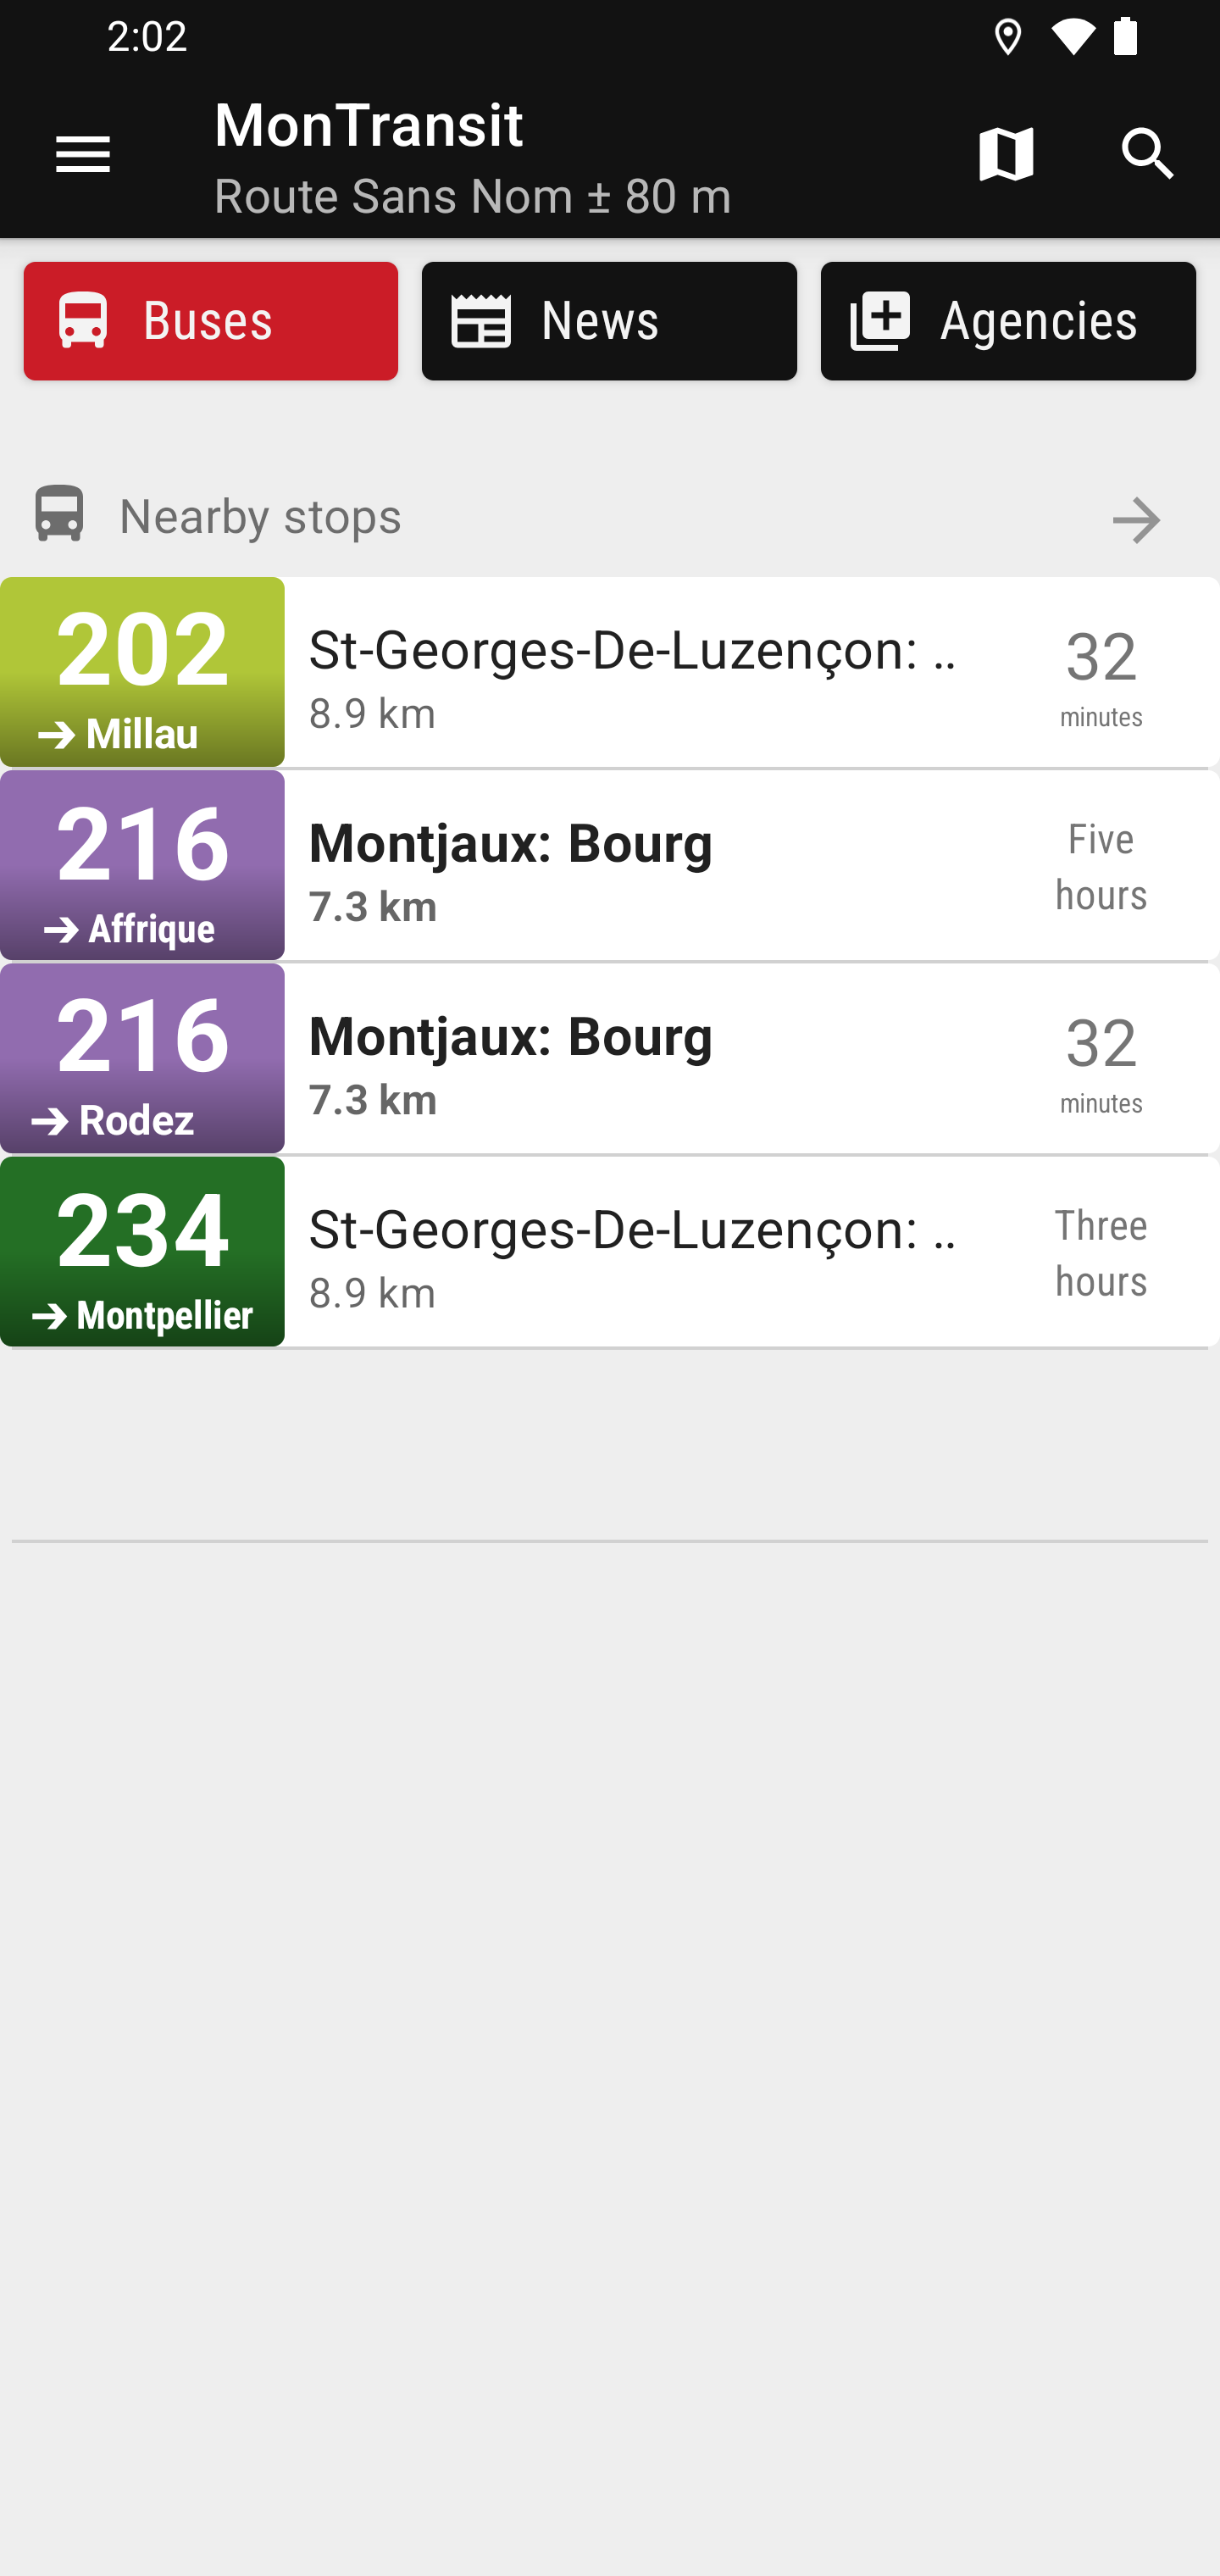 2:02
MonTransit
Route Sans Nom ± 80 m
Buses
News
Agencies
Nearby stops
202
→ Millau
St-Georges-De-Luzençon: ..
8.9 km
32
minutes
216
→ Affrique
Montjaux: Bourg
7.3 km
Five
hours
216
→ Rodez
Montjaux: Bourg
7.3 km
32
minutes
234
→ Montpellier
St-Georges-De-Luzençon: ..
8.9 km
Three
hours